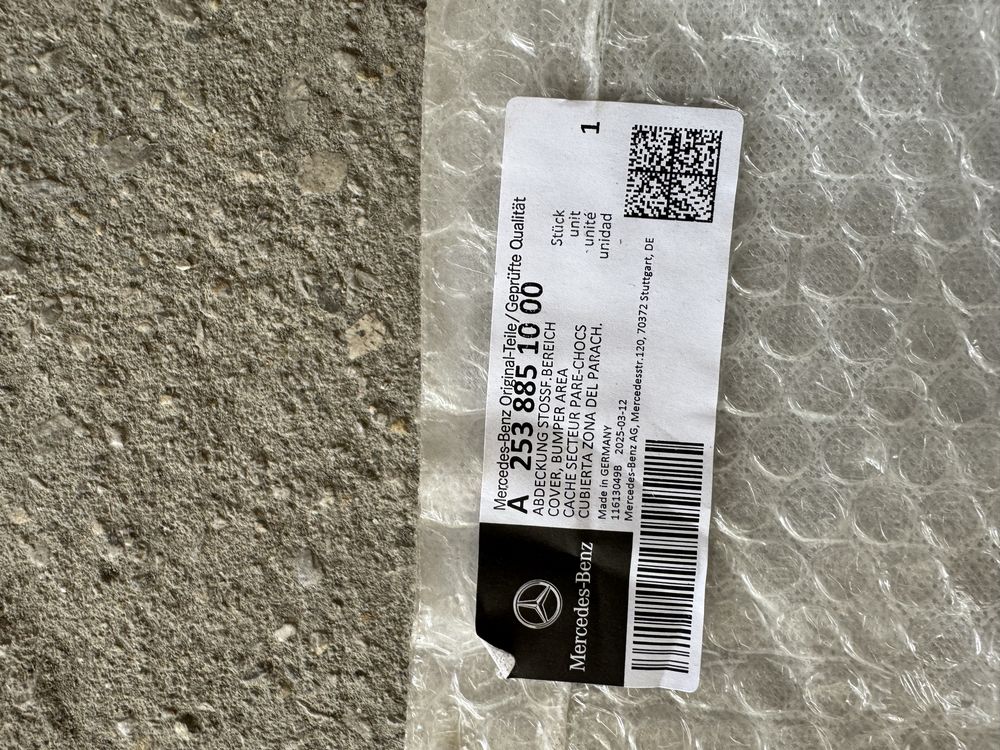 Mercedes-Benz Original-Teile/Geprüfte Qualität
A 253 885 10 00
ABDECKUNG STOSSF.BEREICH
COVER, BUMPER AREA
CACHE SECTEUR PARE-CHOCS
CUBIERTA ZONA DEL PARACH.
Stück
unit
unité
unidad
1
Made in GERMANY
11613049B 2025-03-12
Mercedes-Benz AG, Mercedesstr.120, 70372 Stuttgart, DE
Mercedes-Benz